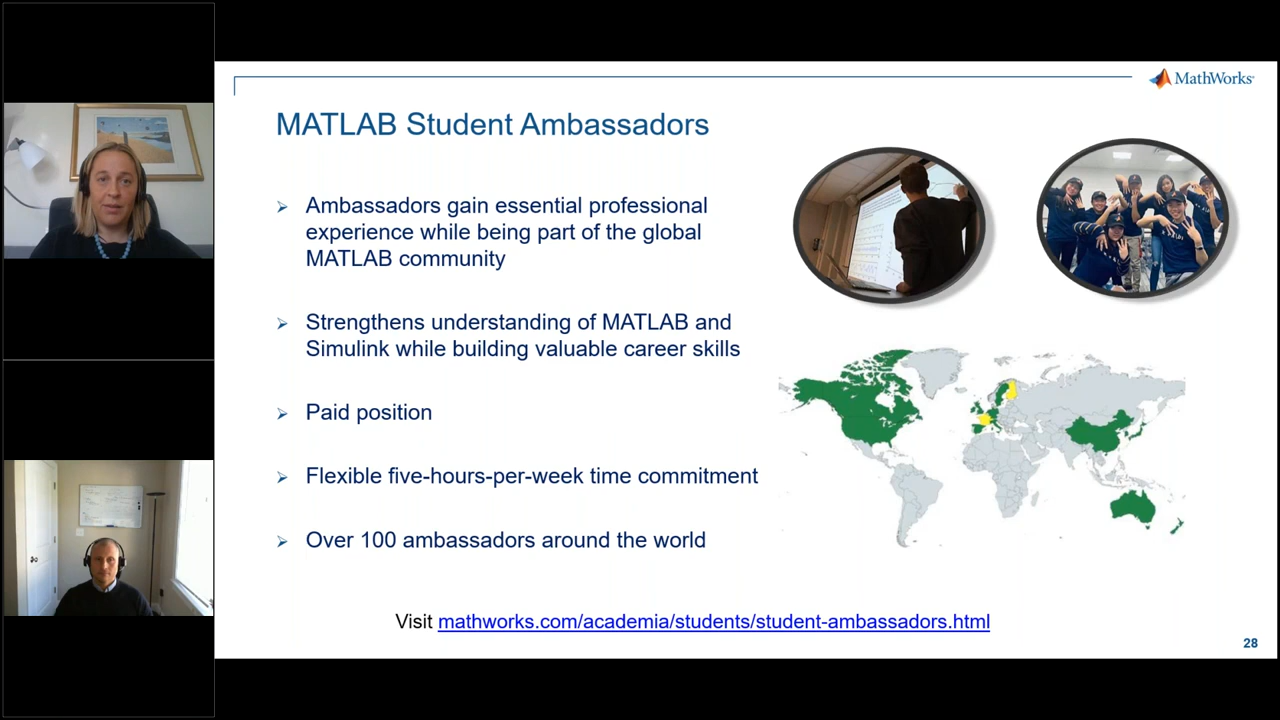 MathWorks
MATLAB Student Ambassadors
Ambassadors gain essential professional
experience while being part of the global
MATLAB community
Strengthens understanding of MATLAB and
Simulink while building valuable career skills
Paid position
Flexible five-hours-per-week time commitment
Over 100 ambassadors around the world
Visit mathworks.com/academia/students/student-ambassadors.html
28